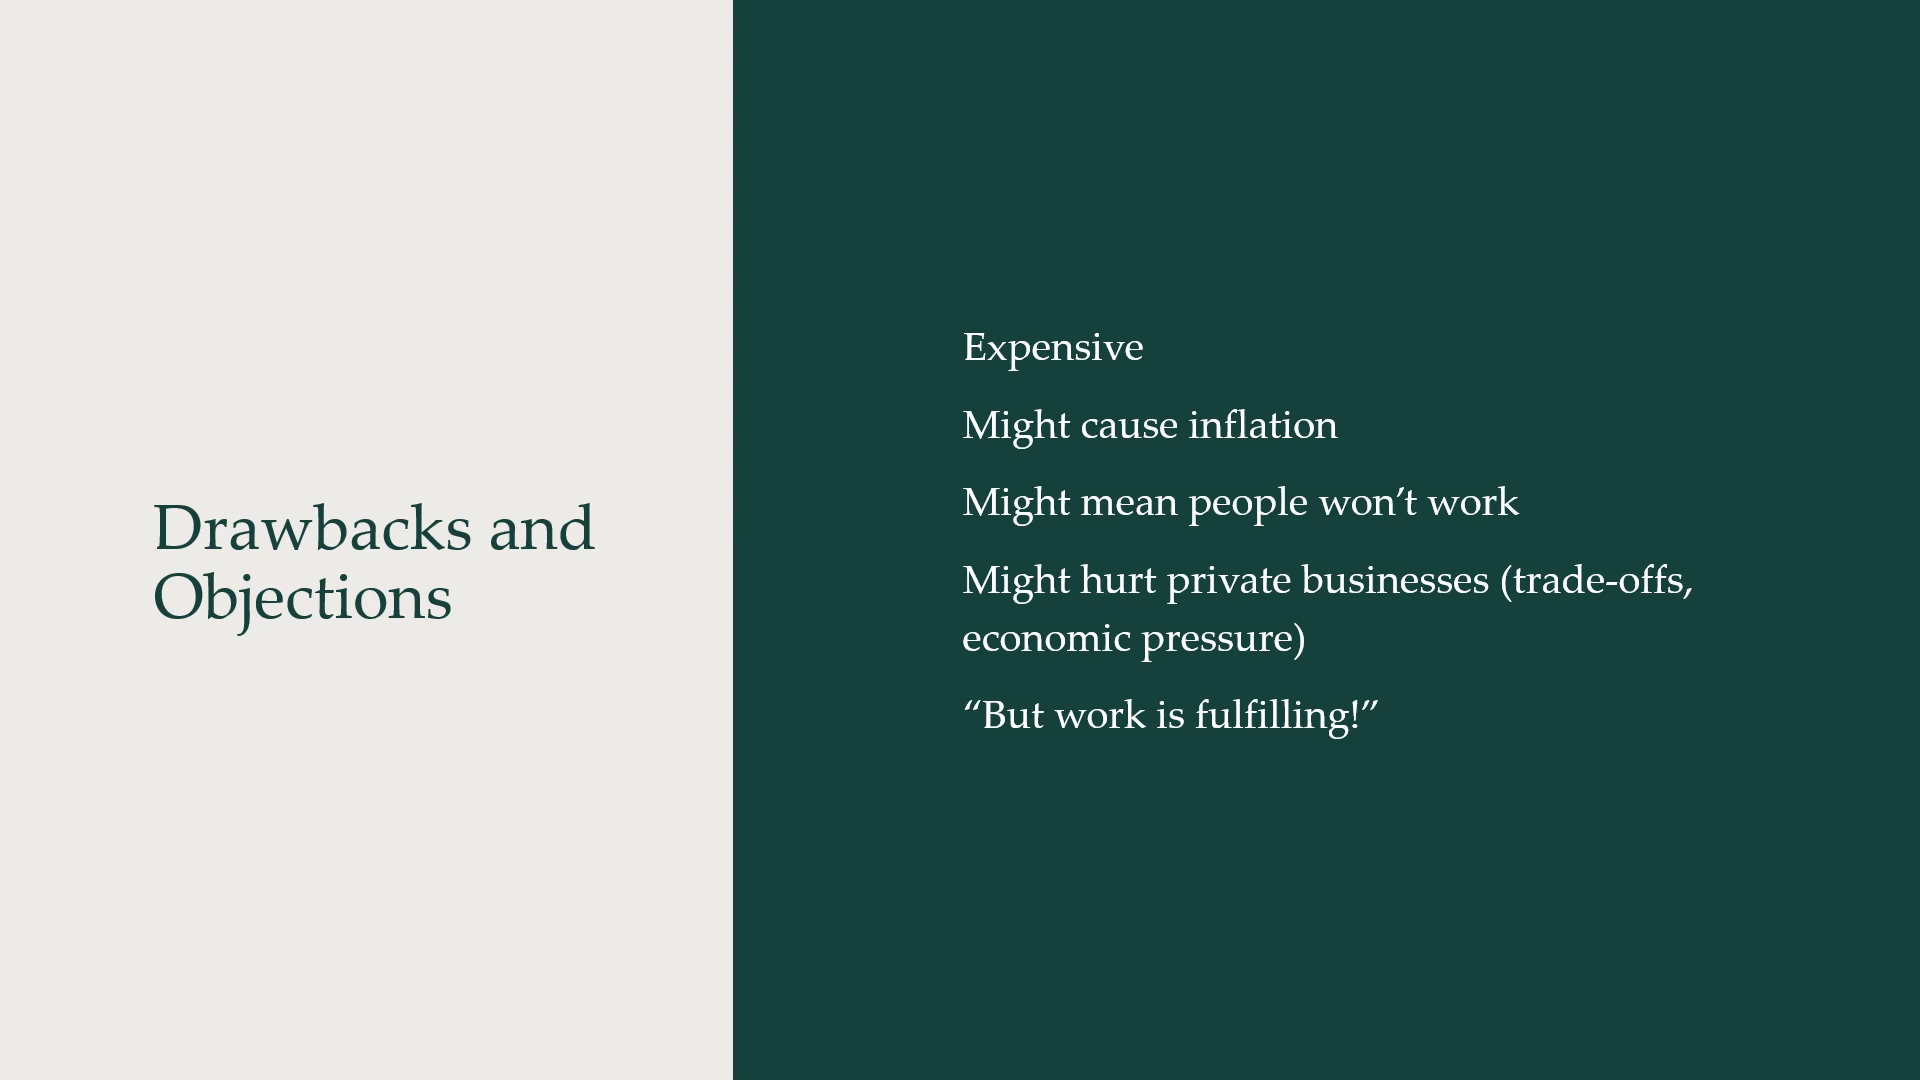 Drawbacks and
Objections
Expensive
Might cause inflation
Might mean people won’t work
Might hurt private businesses (trade-offs,
economic pressure)
“But work is fulfilling!”